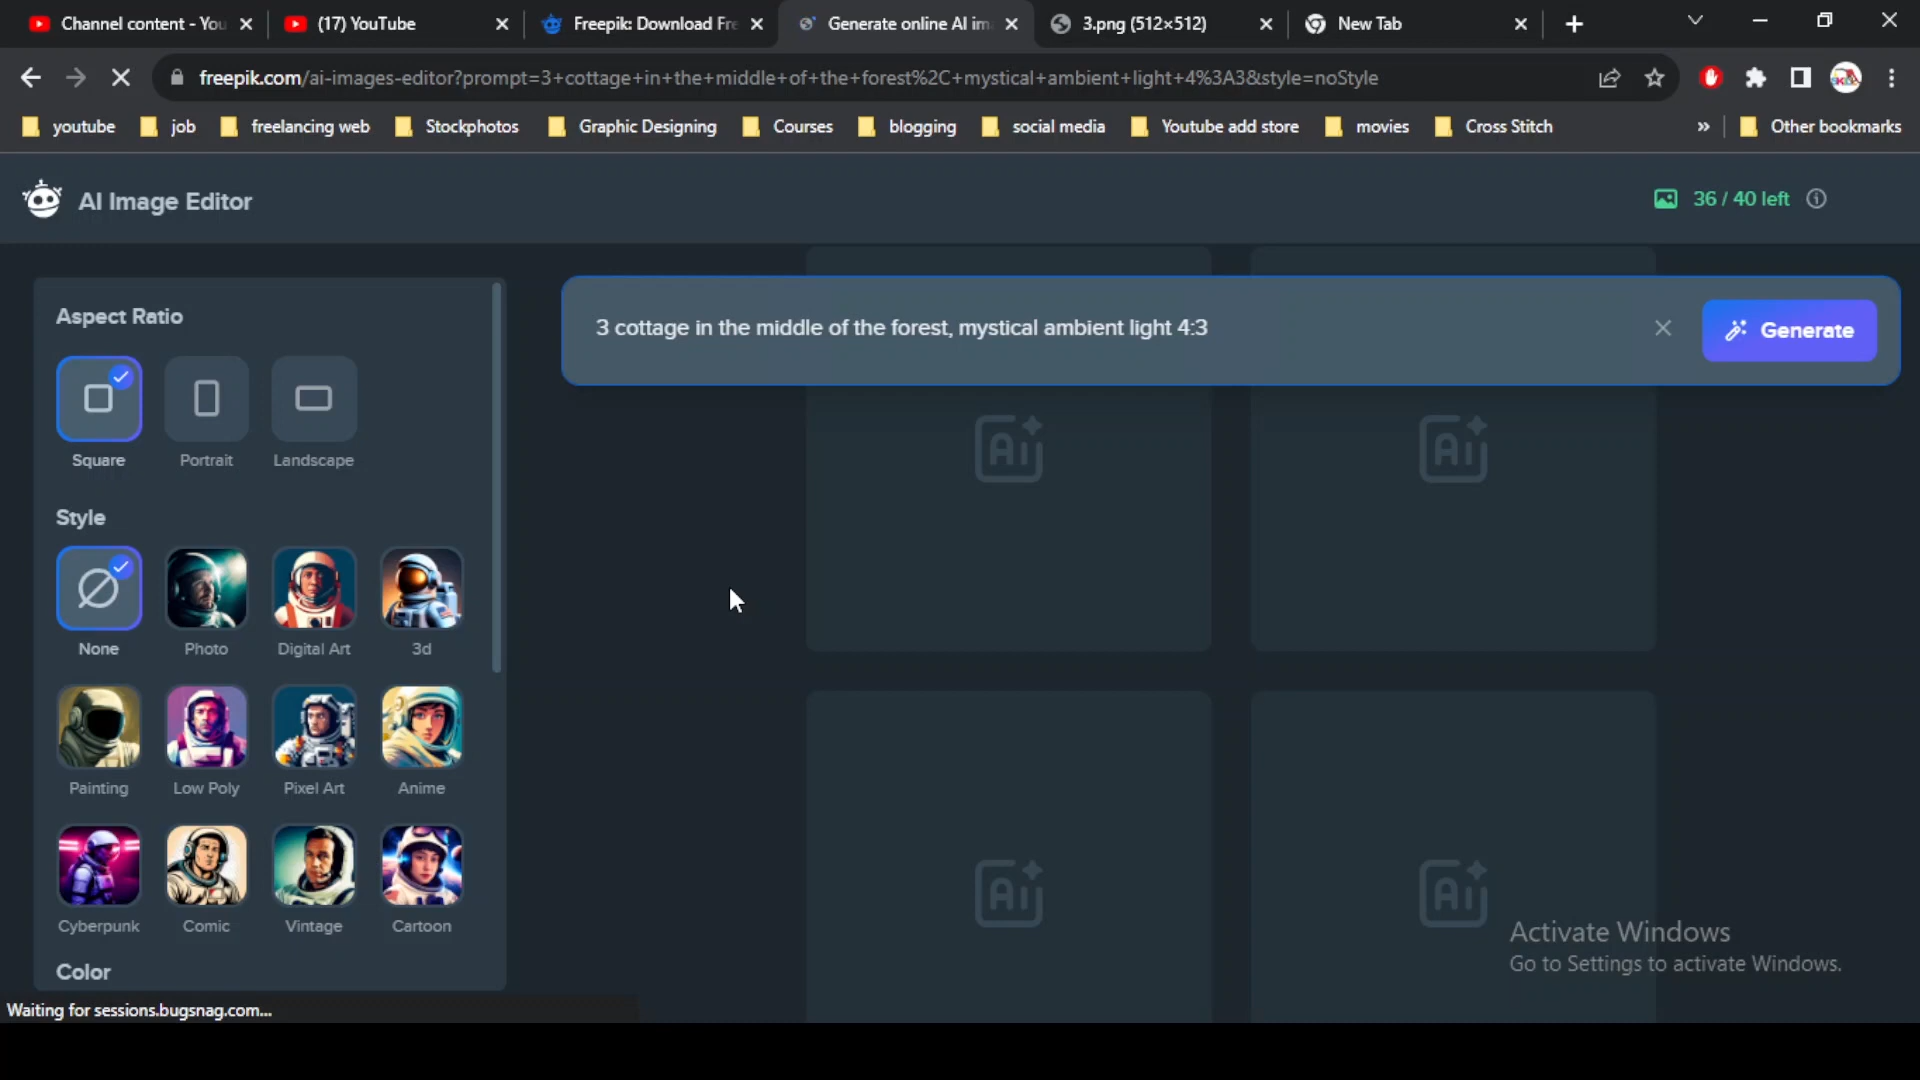 Channel content - You
(17) YouTube
Freepik: Download Fre
Generate online AI im
3.png (512×512)
New Tab
freepik.com/ai-images-editor?prompt=3+cottage+in+the+middle+of+the+forest%2C+mystical+ambient+light+4%3A3&style=noStyle
youtube
job
freelancing web
Stockphotos
Graphic Designing
Courses
blogging
social media
Youtube add store
movies
Cross Stitch
»
Other bookmarks
AI Image Editor
36 / 40 left
Aspect Ratio
3 cottage in the middle of the forest, mystical ambient light 4:3
Generate
Square
Portrait
Landscape
Style
None
Photo
Digital Art
3d
Painting
Low Poly
Pixel Art
Anime
Cyberpunk
Comic
Vintage
Cartoon
Color
Ai
Ai
Ai
Ai
Activate Windows
Go to Settings to activate Windows.
Waiting for sessions.bugsnag.com...